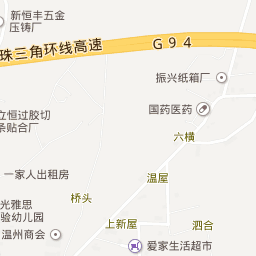 新恒丰五金
压铸厂
珠三角环线高速
G94
振兴纸箱厂
国药医药
立恒过胶切
条贴合厂
六横
一家人出租房
温屋
桥头
光雅思
验幼儿园
上新屋
泗合
温州商会
爱家生活超市